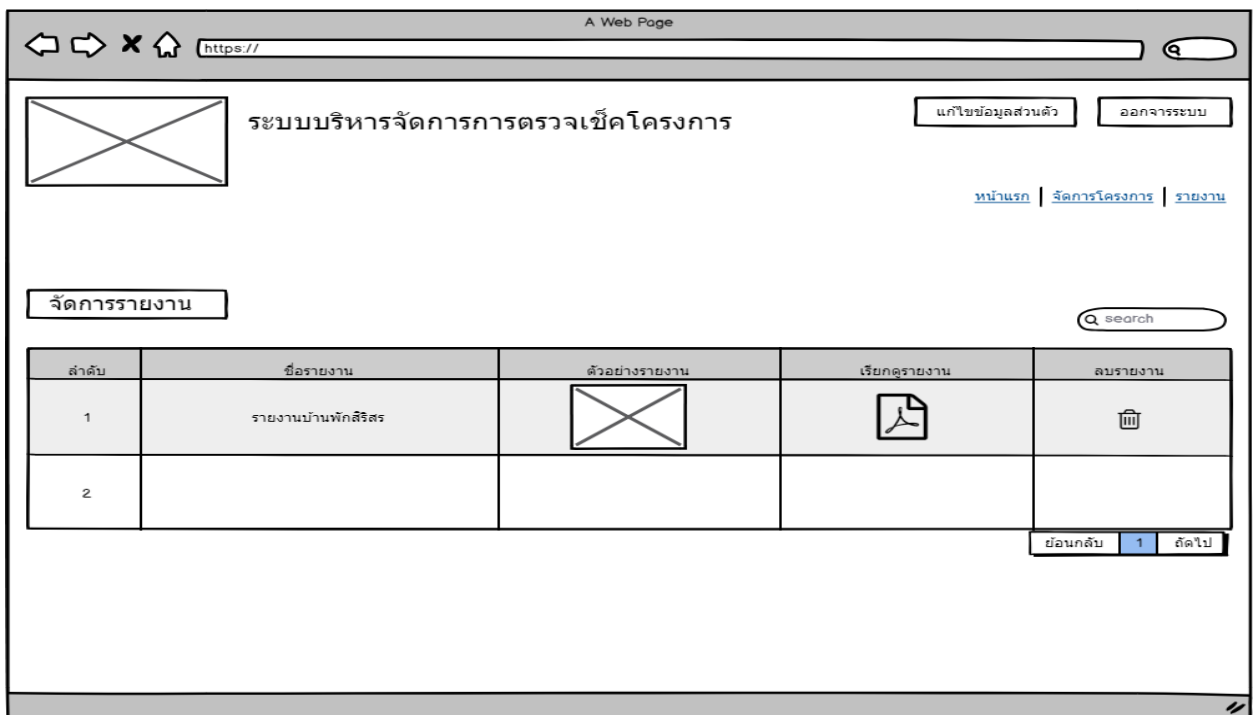 A Web Page
https://
ระบบบริหารจัดการการตรวจเช็คโครงการ
แก้ไขข้อมูลส่วนตัว
ออกจารระบบ
หน้าแรก
จัดการโครงการ
รายงาน
จัดการรายงาน
search
ลำดับ ชื่อรายงาน ตัวอย่างรายงาน เรียกดูรายงาน ลบรายงาน
1 รายงานบ้านพักสิริสร
2
ย้อนกลับ 1 ถัดไป